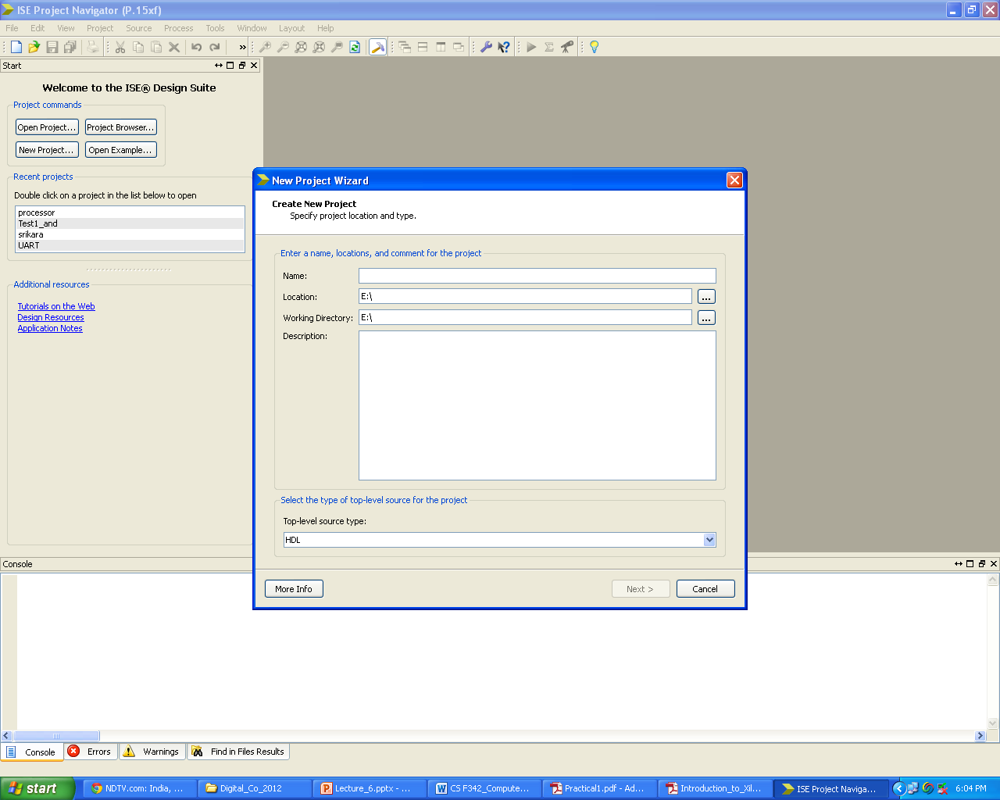 ISE Project Navigator (P.15xf)
File Edit View Project Source Process Tools Window Layout Help
Start
Welcome to the ISE® Design Suite
Project commands
Open Project... Project Browser...
New Project... Open Example...
Recent projects
Double click on a project in the list below to open
processor
Test1_and
srikara
UART
Additional resources
Tutorials on the Web
Design Resources
Application Notes
New Project Wizard
Create New Project
Specify project location and type.
Enter a name, locations, and comment for the project
Name:
Location: E:\ ...
Working Directory: E:\ ...
Description:
Select the type of top-level source for the project
Top-level source type:
HDL
More Info Next > Cancel
Console
Console Errors Warnings Find in Files Results
start NDTV.com: India, ... Digital_Co_2012 Lecture_6.pptx - ... CS F342_Compute... Practical1.pdf - Ad... Introduction_to_Xil... ISE Project Naviga... 6:04 PM